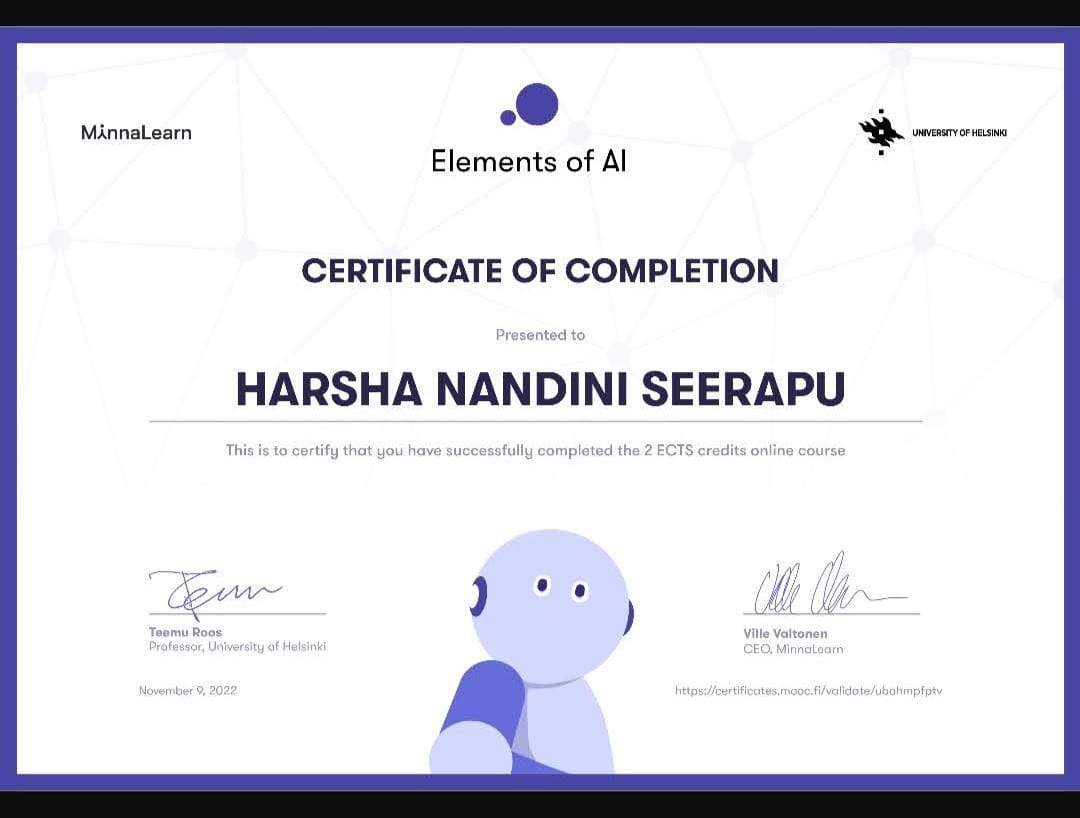 MinnaLearn
Elements of AI
UNIVERSITY OF HELSINKI
CERTIFICATE OF COMPLETION
Presented to
HARSHA NANDINI SEERAPU
This is to certify that you have successfully completed the 2 ECTS credits online course
Teemu Roos
Professor, University of Helsinki
Ville Valtonen
CEO, MinnaLearn
November 9, 2022
https://certificates.mooc.fi/validate/ubohmpfptv